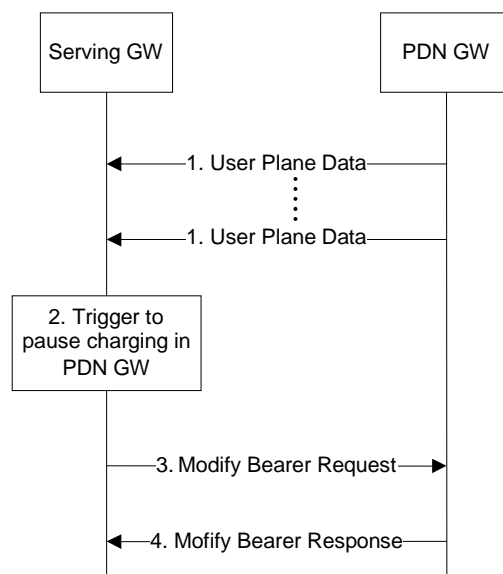 Serving GW
PDN GW
1. User Plane Data
1. User Plane Data
2. Trigger to
pause charging in
PDN GW
3. Modify Bearer Request
4. Mofify Bearer Response